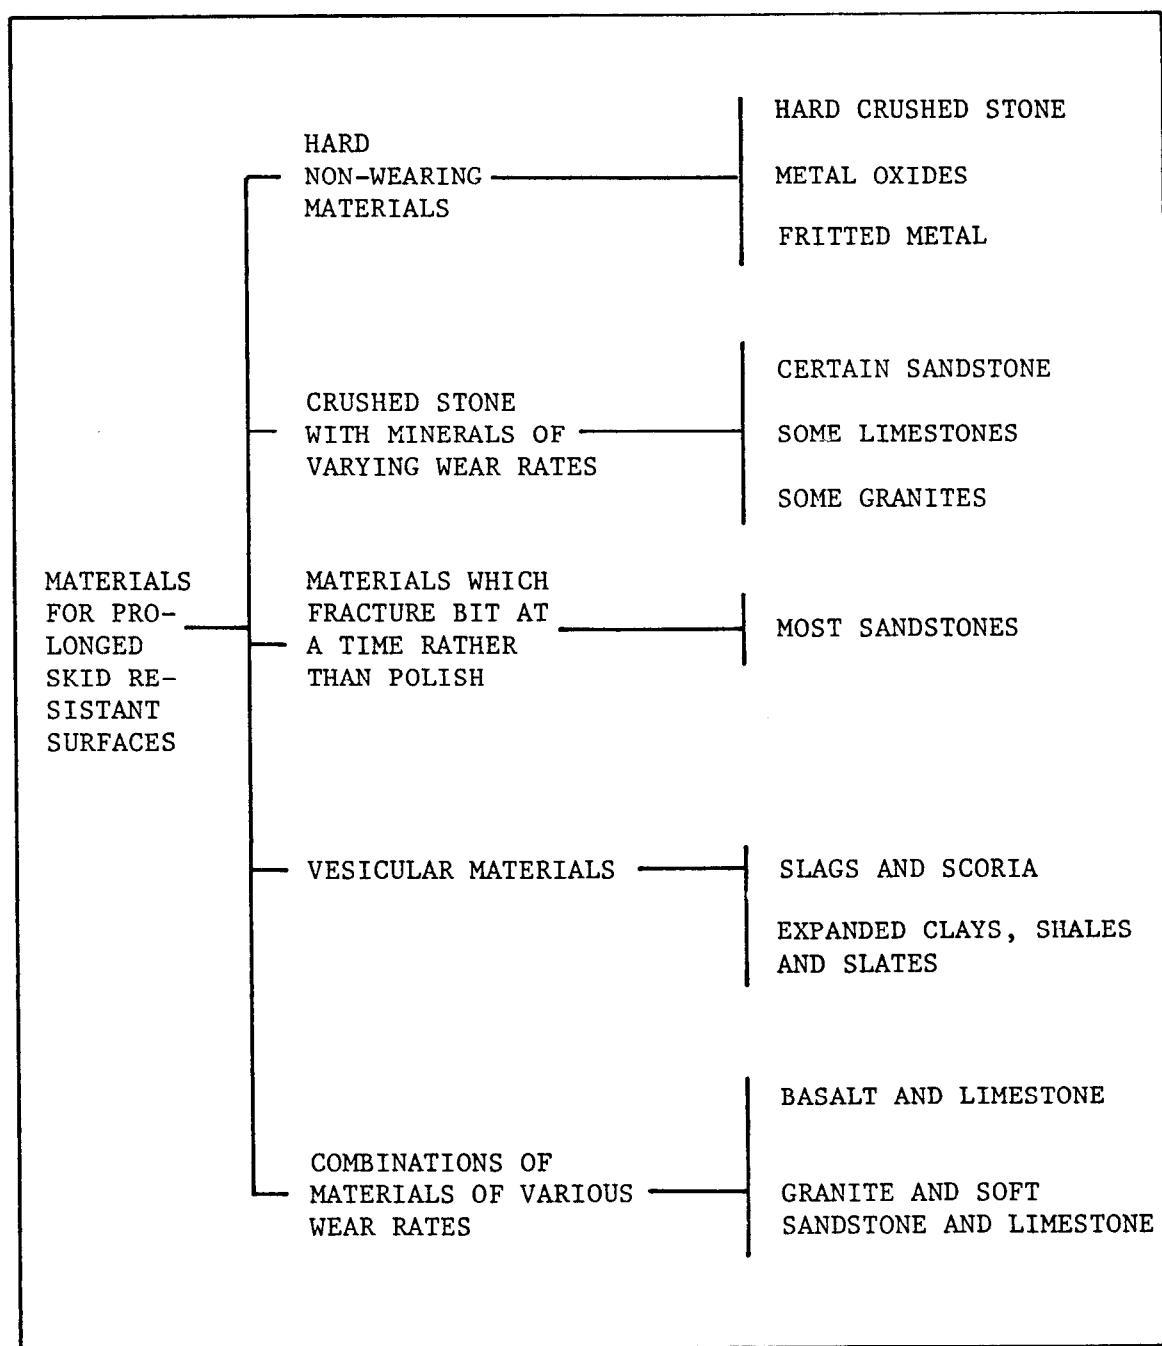 MATERIALS
FOR PRO-
LONGED
SKID RE-
SISTANT
SURFACES
HARD
NON-WEARING
MATERIALS
HARD CRUSHED STONE
METAL OXIDES
FRITTED METAL
CRUSHED STONE
WITH MINERALS OF
VARYING WEAR RATES
CERTAIN SANDSTONE
SOME LIMESTONES
SOME GRANITES
MATERIALS WHICH
FRACTURE BIT AT
A TIME RATHER
THAN POLISH
MOST SANDSTONES
VESICULAR MATERIALS
SLAGS AND SCORIA
EXPANDED CLAYS, SHALES
AND SLATES
COMBINATIONS OF
MATERIALS OF VARIOUS
WEAR RATES
BASALT AND LIMESTONE
GRANITE AND SOFT
SANDSTONE AND LIMESTONE